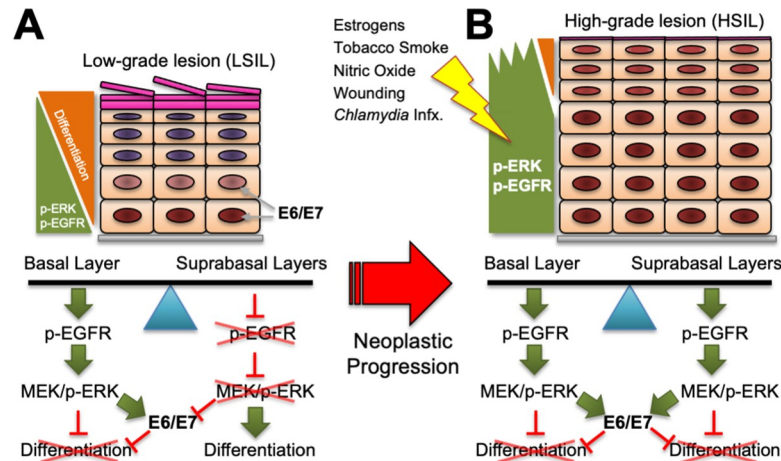 A
Low-grade lesion (LSIL)
Differentiation
p-ERK
p-EGFR
E6/E7
Basal Layer
Suprabasal Layers
p-EGFR
p-EGFR
MEK/p-ERK
MEK/p-ERK
E6/E7
Differentiation
Differentiation
Estrogens
Tobacco Smoke
Nitric Oxide
Wounding
Chlamydia Infx.
Neoplastic
Progression
B
High-grade lesion (HSIL)
p-ERK
p-EGFR
Basal Layer
Suprabasal Layers
p-EGFR
p-EGFR
MEK/p-ERK
MEK/p-ERK
E6/E7
Differentiation
Differentiation